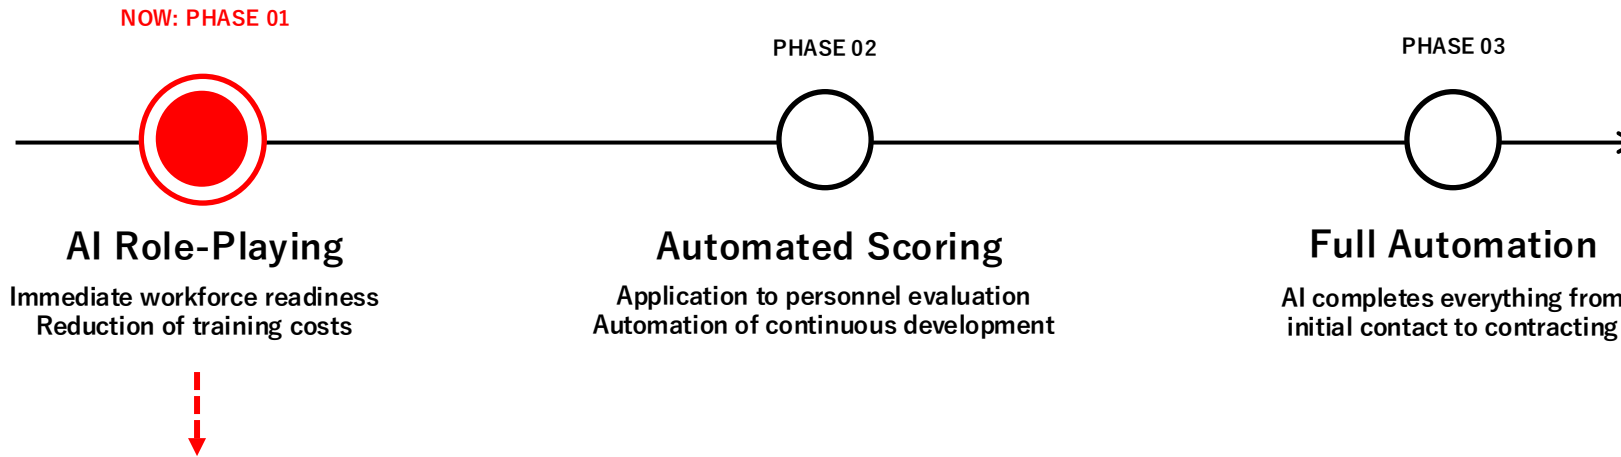 NOW: PHASE 01
AI Role-Playing
Immediate workforce readiness
Reduction of training costs
PHASE 02
Automated Scoring
Application to personnel evaluation
Automation of continuous development
PHASE 03
Full Automation
AI completes everything from
initial contact to contracting